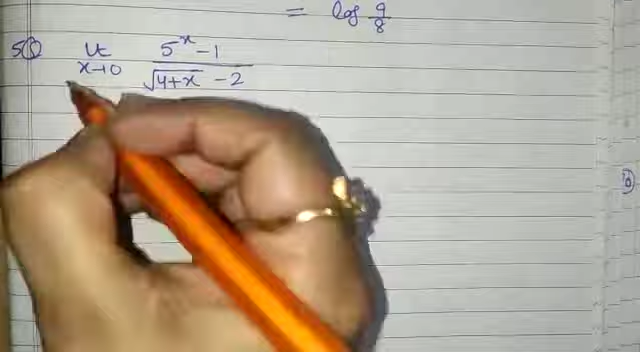 = log 9/8
5(i) Lt x→0 5^x - 1 / √4+x - 2